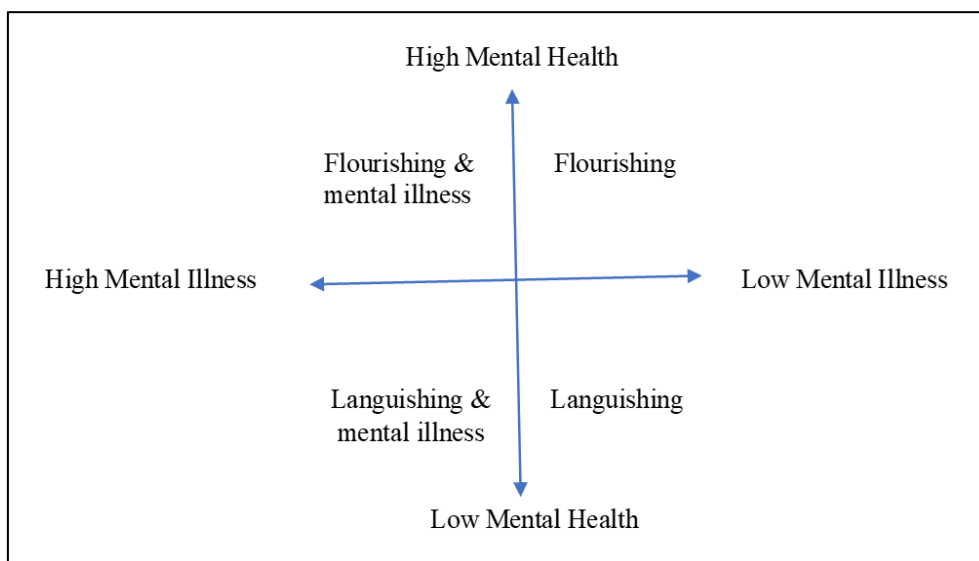 High Mental Health
Flourishing &
mental illness
Flourishing
High Mental Illness
Low Mental Illness
Languishing &
mental illness
Languishing
Low Mental Health